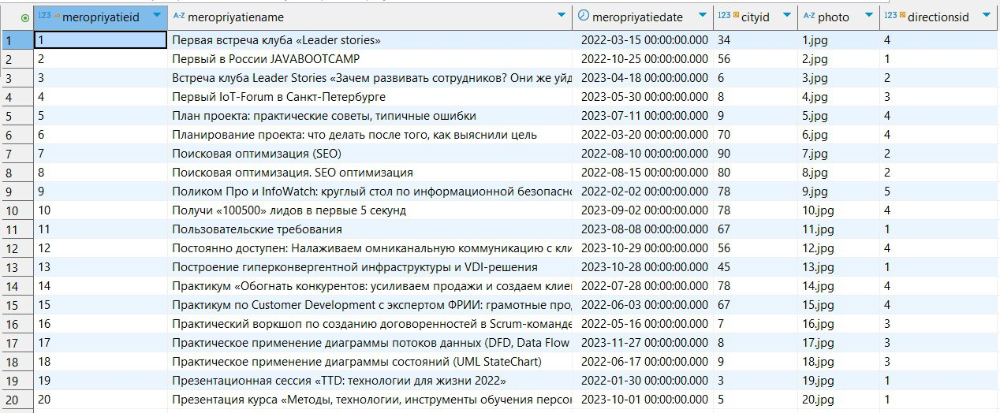 123 meropriyatieid A-Z meropriyatiename meropriyatiedate 123 cityid A-Z photo 123 directionsid
1 1 Первая встреча клуба «Leader stories» 2022-03-15 00:00:00.000 34 1.jpg 4
2 2 Первый в России JAVABOOTCAMP 2022-10-25 00:00:00.000 56 2.jpg 1
3 3 Встреча клуба Leader Stories «Зачем развивать сотрудников? Они же уйд 2023-04-18 00:00:00.000 6 3.jpg 2
4 4 Первый IoT-Forum в Санкт-Петербурге 2023-05-30 00:00:00.000 8 4.jpg 3
5 5 План проекта: практические советы, типичные ошибки 2023-07-11 00:00:00.000 9 5.jpg 4
6 6 Планирование проекта: что делать после того, как выяснили цель 2022-03-20 00:00:00.000 70 6.jpg 4
7 7 Поисковая оптимизация (SEO) 2022-08-10 00:00:00.000 90 7.jpg 2
8 8 Поисковая оптимизация. SEO оптимизация 2022-08-15 00:00:00.000 80 8.jpg 2
9 9 Поликом Про и InfoWatch: круглый стол по информационной безопасно 2022-02-02 00:00:00.000 78 9.jpg 5
10 10 Получи «100500» лидов в первые 5 секунд 2023-09-02 00:00:00.000 78 10.jpg 4
11 11 Пользовательские требования 2023-08-08 00:00:00.000 67 11.jpg 1
12 12 Постоянно доступен: Налаживаем омниканальную коммуникацию с кли 2023-10-29 00:00:00.000 56 12.jpg 4
13 13 Построение гиперконвергентной инфраструктуры и VDI-решения 2023-10-28 00:00:00.000 45 13.jpg 1
14 14 Практикум «Обогнать конкурентов: усиливаем продажи и создаем клие 2022-07-28 00:00:00.000 78 14.jpg 4
15 15 Практикум по Customer Development с экспертом ФРИИ: грамотные про 2022-06-03 00:00:00.000 67 15.jpg 4
16 16 Практический воркшоп по созданию договоренностей в Scrum-команде 2022-05-16 00:00:00.000 7 16.jpg 3
17 17 Практическое применение диаграммы потоков данных (DFD, Data Flow 2023-11-27 00:00:00.000 8 17.jpg 3
18 18 Практическое применение диаграммы состояний (UML StateChart) 2022-06-17 00:00:00.000 9 18.jpg 3
19 19 Презентационная сессия «TTD: технологии для жизни 2022» 2022-01-30 00:00:00.000 3 19.jpg 1
20 20 Презентация курса «Методы, технологии, инструменты обучения персо 2023-10-01 00:00:00.000 5 20.jpg 1